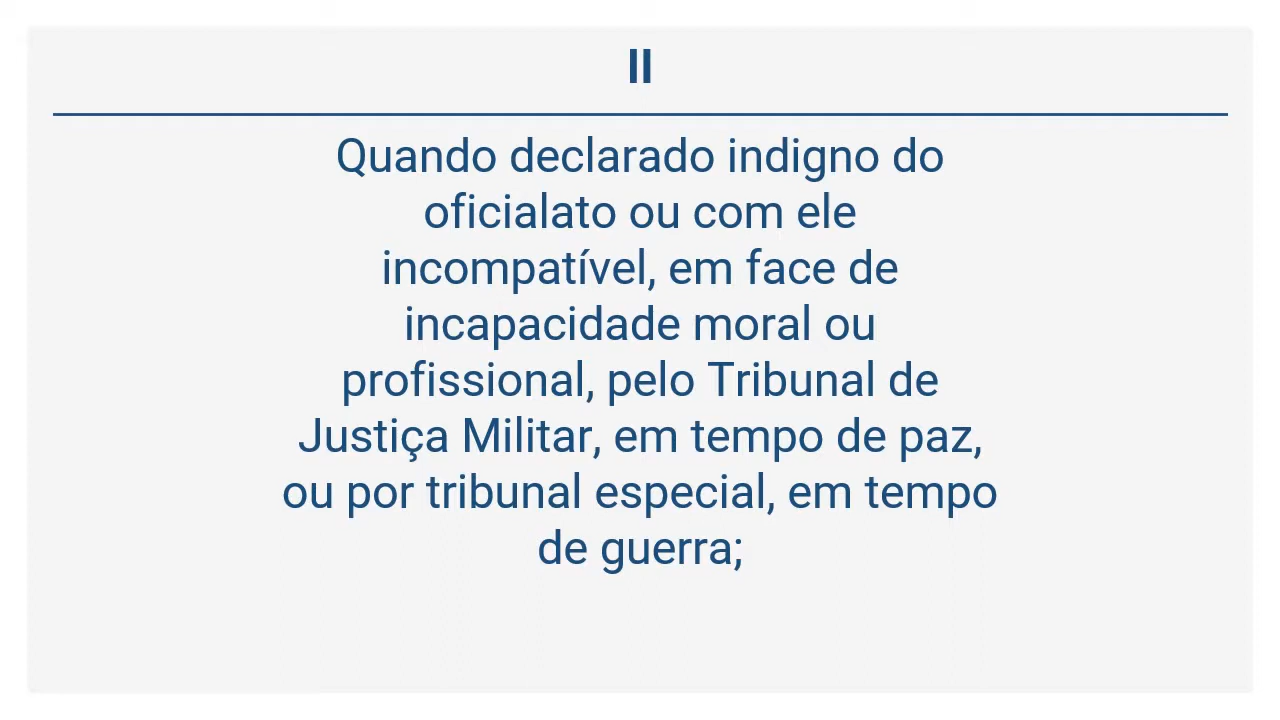 II
Quando declarado indigno do
oficialato ou com ele
incompatível, em face de
incapacidade moral ou
profissional, pelo Tribunal de
Justiça Militar, em tempo de paz,
ou por tribunal especial, em tempo
de guerra;